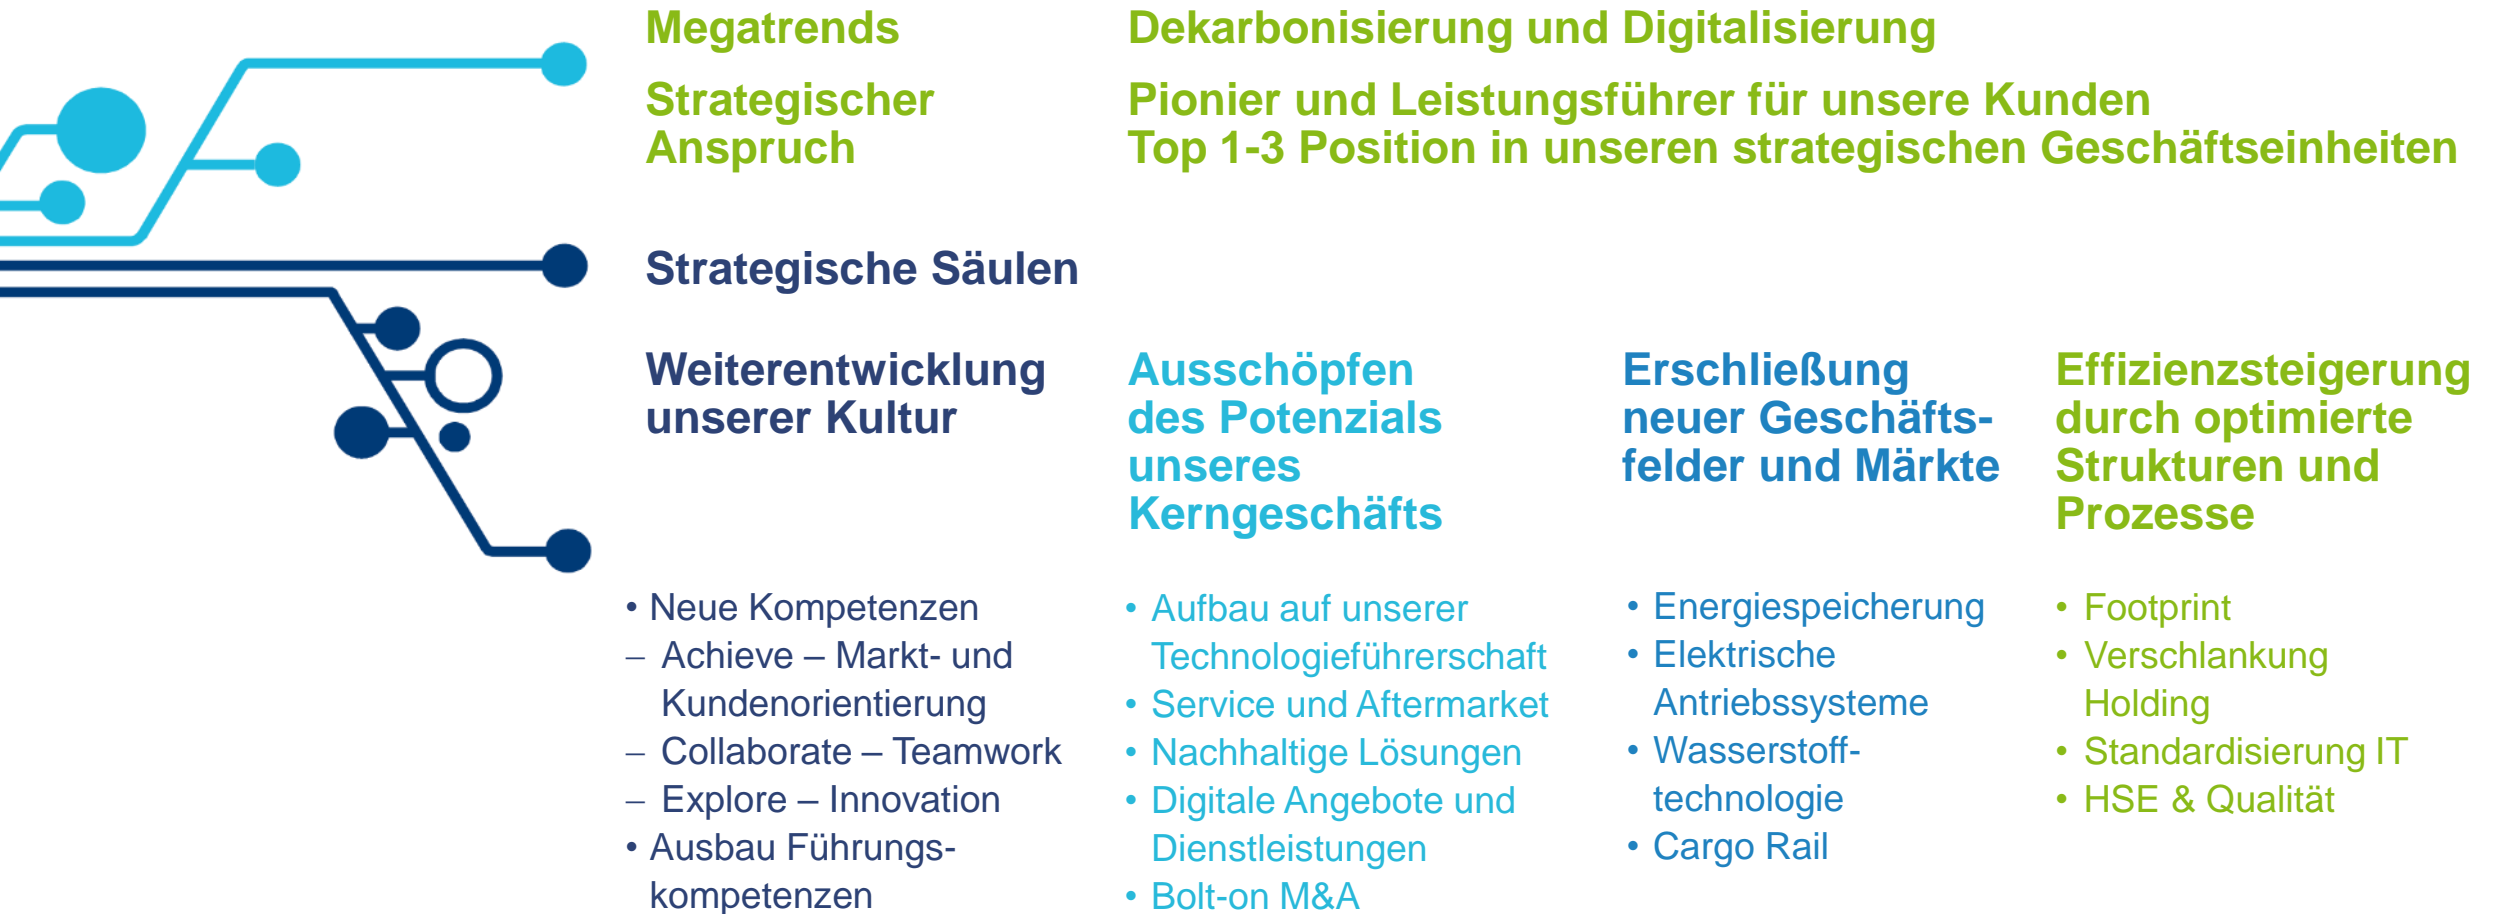 Megatrends
Dekarbonisierung und Digitalisierung
Strategischer
Anspruch
Pionier und Leistungsführer für unsere Kunden
Top 1-3 Position in unseren strategischen Geschäftseinheiten
Strategische Säulen
Weiterentwicklung
unserer Kultur
• Neue Kompetenzen
– Achieve – Markt- und
Kundenorientierung
– Collaborate – Teamwork
– Explore – Innovation
• Ausbau Führungs-
kompetenzen
Ausschöpfen
des Potenzials
unseres
Kerngeschäfts
• Aufbau auf unserer
Technologieführerschaft
• Service und Aftermarket
• Nachhaltige Lösungen
• Digitale Angebote und
Dienstleistungen
• Bolt-on M&A
Erschließung
neuer Geschäfts-
felder und Märkte
• Energiespeicherung
• Elektrische
Antriebssysteme
• Wasserstoff-
technologie
• Cargo Rail
Effizienzsteigerung
durch optimierte
Strukturen und
Prozesse
• Footprint
• Verschlankung
Holding
• Standardisierung IT
• HSE & Qualität